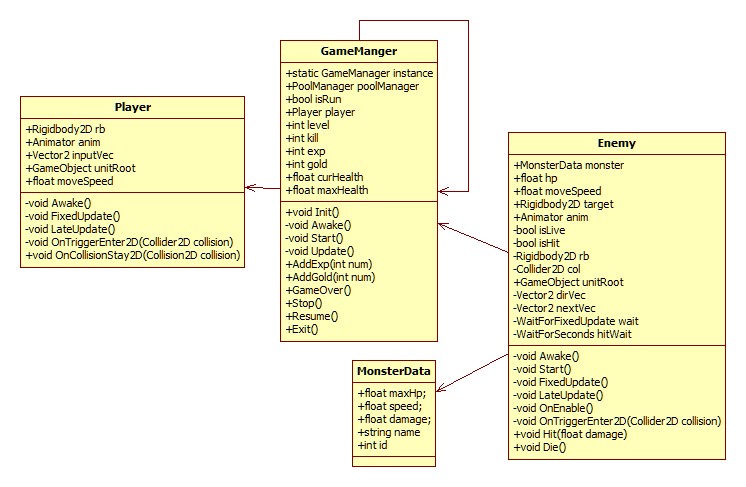 GameManger
+static GameManager instance
+PoolManager poolManager
+bool isRun
+Player player
+int level
+int kill
+int exp
+int gold
+float curHealth
+float maxHealth
+void Init()
-void Awake()
-void Start()
-void Update()
+AddExp(int num)
+AddGold(int num)
+GameOver()
+Stop()
+Resume()
+Exit()
Player
+Rigidbody2D rb
+Animator anim
+Vector2 inputVec
+GameObject unitRoot
+float moveSpeed
-void Awake()
-void FixedUpdate()
-void LateUpdate()
-void OnTriggerEnter2D(Collider2D collision)
+void OnCollisionStay2D(Collision2D collision)
Enemy
+MonsterData monster
+float hp
+float moveSpeed
+Rigidbody2D target
+Animator anim
-bool isLive
-bool isHit
-Rigidbody2D rb
-Collider2D col
+GameObject unitRoot
-Vector2 dirVec
-Vector2 nextVec
-WaitForFixedUpdate wait
-WaitForSeconds hitWait
-void Awake()
-void Start()
-void FixedUpdate()
-void LateUpdate()
-void OnEnable()
-void OnTriggerEnter2D(Collider2D collision)
+void Hit(float damage)
+void Die()
MonsterData
+float maxHp;
+float speed;
+float damage;
+string name
+int id